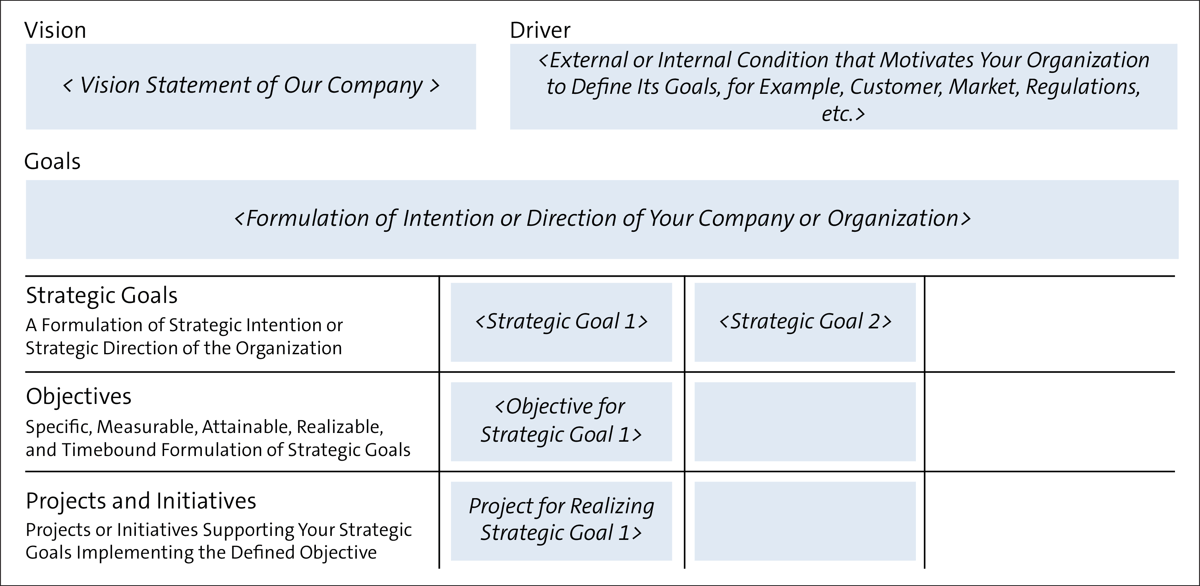 Vision
Driver
< Vision Statement of Our Company >
<External or Internal Condition that Motivates Your Organization
to Define Its Goals, for Example, Customer, Market, Regulations,
etc.>
Goals
<Formulation of Intention or Direction of Your Company or Organization>
Strategic Goals
A Formulation of Strategic Intention or
Strategic Direction of the Organization
<Strategic Goal 1>
<Strategic Goal 2>
Objectives
Specific, Measurable, Attainable, Realizable,
and Timebound Formulation of Strategic Goals
<Objective for
Strategic Goal 1>
Projects and Initiatives
Projects or Initiatives Supporting Your Strategic
Goals Implementing the Defined Objective
Project for Realizing
Strategic Goal 1>